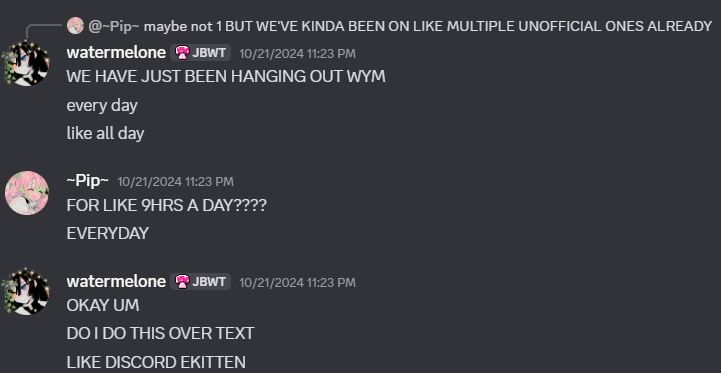 @~Pip~ maybe not 1 BUT WE'VE KINDA BEEN ON LIKE MULTIPLE UNOFFICIAL ONES ALREADY
watermelone JBWT 10/21/2024 11:23 PM
WE HAVE JUST BEEN HANGING OUT WYM
every day
like all day
~Pip~ 10/21/2024 11:23 PM
FOR LIKE 9HRS A DAY????
EVERYDAY
watermelone JBWT 10/21/2024 11:23 PM
OKAY UM
DO I DO THIS OVER TEXT
LIKE DISCORD EKITTEN